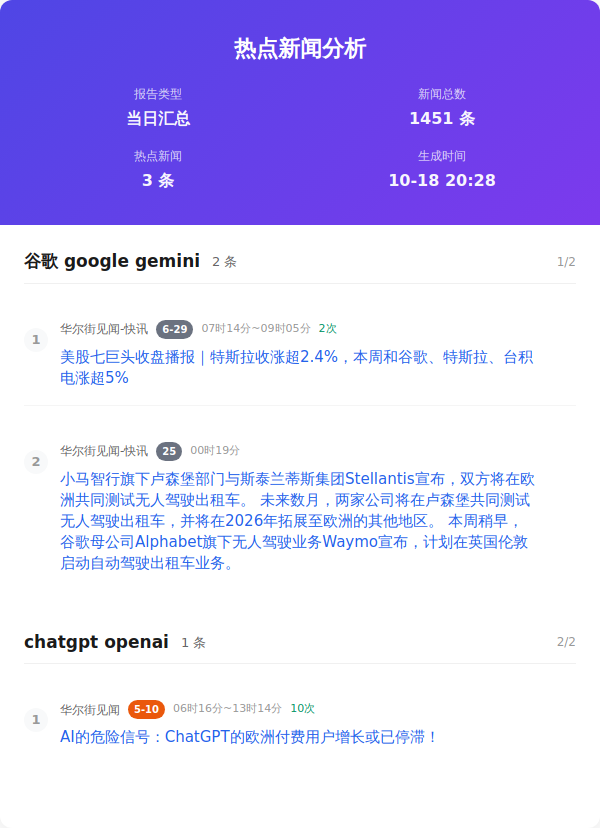 热点新闻分析
报告类型
新闻总数
当日汇总
1451 条
热点新闻
生成时间
3 条
10-18 20:28
谷歌 google gemini 2 条 1/2
1 华尔街见闻-快讯 6-29 07时14分~09时05分 2次
美股七巨头收盘播报｜特斯拉收涨超2.4%，本周和谷歌、特斯拉、台积
电涨超5%
2 华尔街见闻-快讯 25 00时19分
小马智行旗下卢森堡部门与斯泰兰蒂斯集团Stellantis宣布，双方将在欧
洲共同测试无人驾驶出租车。 未来数月，两家公司将在卢森堡共同测试
无人驾驶出租车，并将在2026年拓展至欧洲的其他地区。 本周稍早，
谷歌母公司Alphabet旗下无人驾驶业务Waymo宣布，计划在英国伦敦
启动自动驾驶出租车业务。
chatgpt openai 1 条 2/2
1 华尔街见闻 5-10 06时16分~13时14分 10次
AI的危险信号：ChatGPT的欧洲付费用户增长或已停滞！